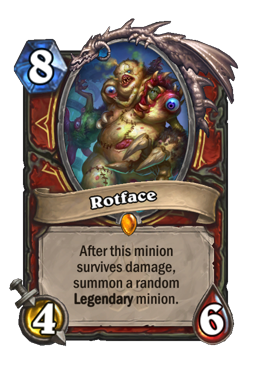 8
Rotface
After this minion
survives damage,
summon a random
Legendary minion.
4
6